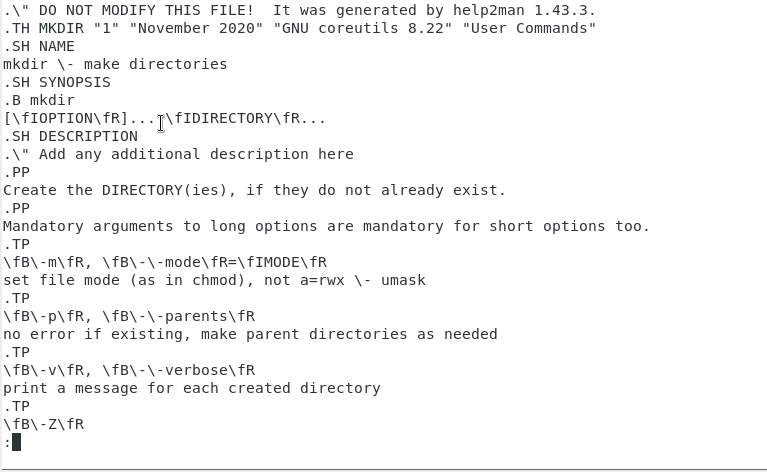 .\" DO NOT MODIFY THIS FILE!  It was generated by help2man 1.43.3.
.TH MKDIR "1" "November 2020" "GNU coreutils 8.22" "User Commands"
.SH NAME
mkdir \- make directories
.SH SYNOPSIS
.B mkdir
[\fIOPTION\fR]... \fIDIRECTORY\fR...
.SH DESCRIPTION
.\" Add any additional description here
.PP
Create the DIRECTORY(ies), if they do not already exist.
.PP
Mandatory arguments to long options are mandatory for short options too.
.TP
\fB\-m\fR, \fB\-\-mode\fR=\fIMODE\fR
set file mode (as in chmod), not a=rwx \- umask
.TP
\fB\-p\fR, \fB\-\-parents\fR
no error if existing, make parent directories as needed
.TP
\fB\-v\fR, \fB\-\-verbose\fR
print a message for each created directory
.TP
\fB\-Z\fR
: